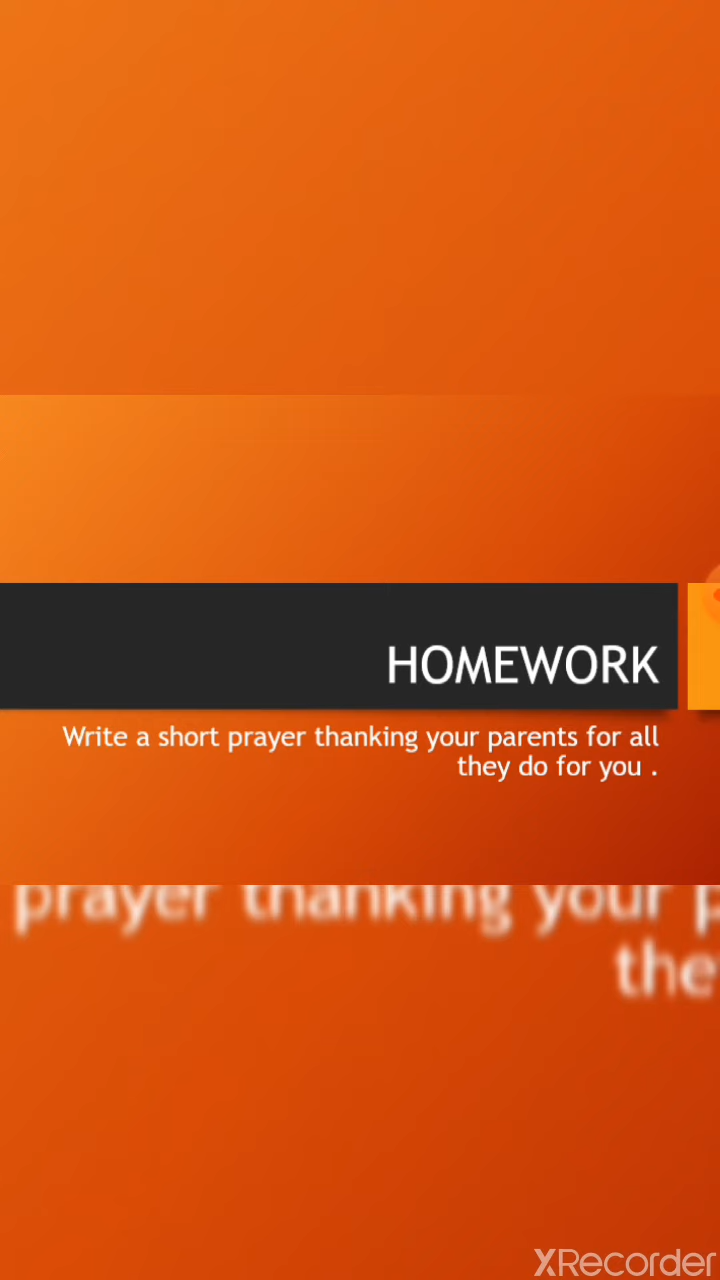 HOMEWORK
Write a short prayer thanking your parents for all
they do for you .
prayer thanking your p
the
XRecorder